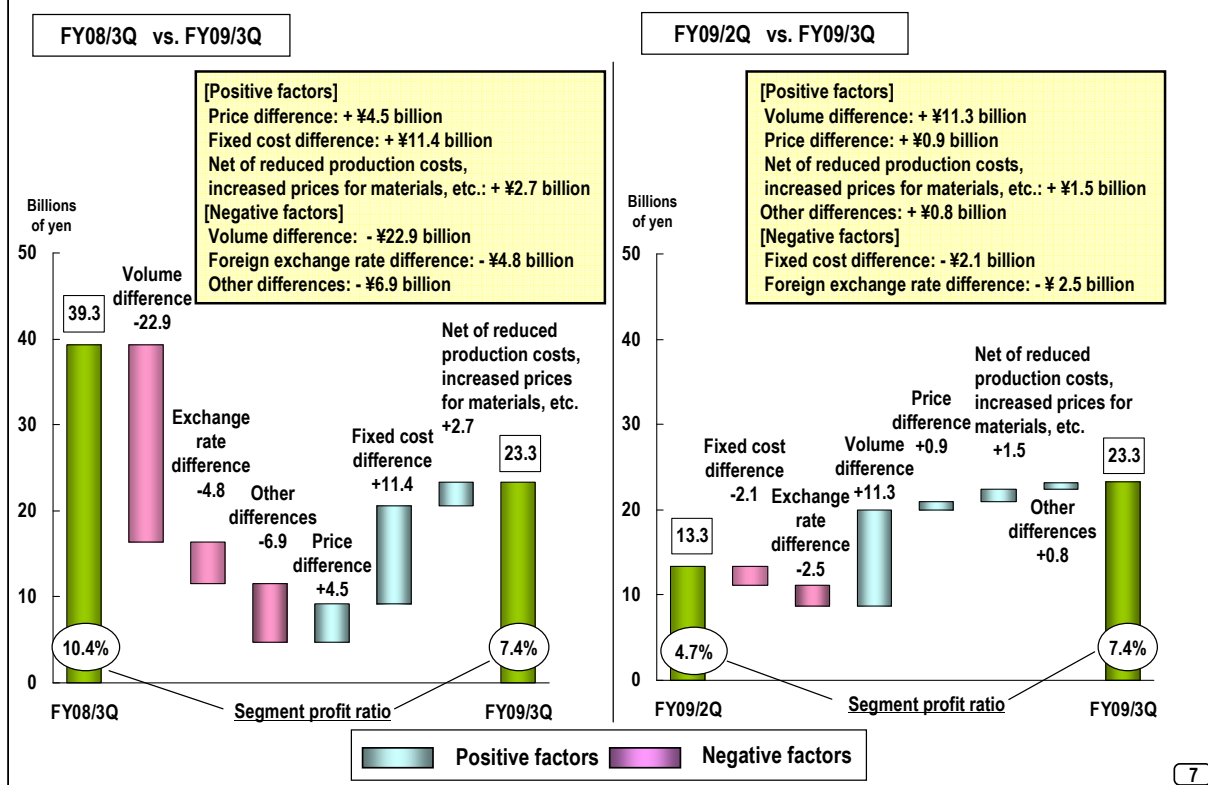 FY08/3Q vs. FY09/3Q
[Positive factors]
Price difference: + ¥4.5 billion
Fixed cost difference: + ¥11.4 billion
Net of reduced production costs,
increased prices for materials, etc.: + ¥2.7 billion
[Negative factors]
Volume difference: - ¥22.9 billion
Foreign exchange rate difference: - ¥4.8 billion
Other differences: - ¥6.9 billion
Billions
of yen
50
40
30
20
10
0
39.3
Volume
difference
-22.9
Exchange
rate
difference
-4.8
Other
differences
-6.9
Price
difference
+4.5
Fixed cost
difference
+11.4
Net of reduced
production costs,
increased prices
for materials, etc.
+2.7
23.3
10.4%
7.4%
FY08/3Q
Segment profit ratio
FY09/3Q
FY09/2Q vs. FY09/3Q
[Positive factors]
Volume difference: + ¥11.3 billion
Price difference: + ¥0.9 billion
Net of reduced production costs,
increased prices for materials, etc.: + ¥1.5 billion
Other differences: + ¥0.8 billion
[Negative factors]
Fixed cost difference: - ¥2.1 billion
Foreign exchange rate difference: - ¥ 2.5 billion
Billions
of yen
50
40
30
20
10
0
13.3
Fixed cost
difference
-2.1
Exchange
rate
difference
-2.5
Volume
difference
+11.3
Price
difference
+0.9
Net of reduced
production costs,
increased prices for
materials, etc.
+1.5
Other
differences
+0.8
23.3
4.7%
7.4%
FY09/2Q
Segment profit ratio
FY09/3Q
Positive factors
Negative factors
7